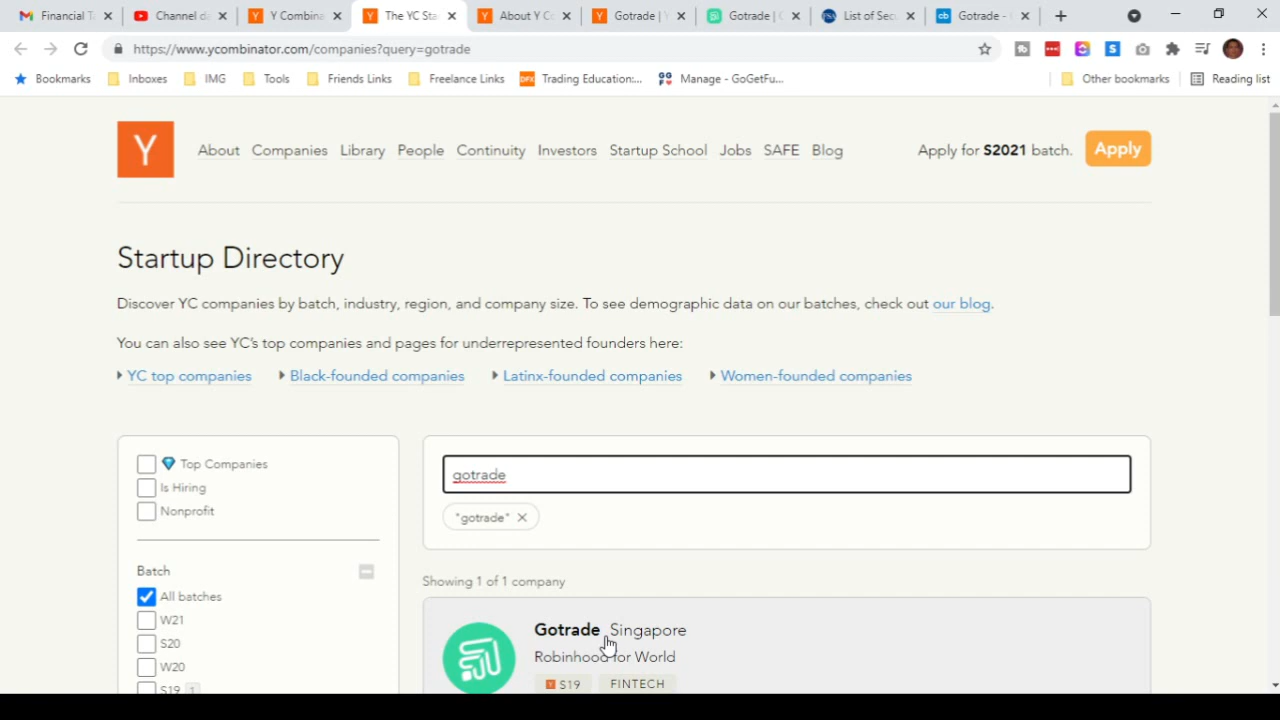 Financial T
Channel d
Y Combina
The YC Sta
About Y C
Gotrade | Y
Gotrade | C
List of Secu
Gotrade -
https://www.ycombinator.com/companies?query=gotrade
Bookmarks Inboxes IMG Tools Friends Links Freelance Links Trading Education:... Manage - GoGetFu... Other bookmarks Reading list
Y About Companies Library People Continuity Investors Startup School Jobs SAFE Blog Apply for S2021 batch. Apply
Startup Directory
Discover YC companies by batch, industry, region, and company size. To see demographic data on our batches, check out our blog.
You can also see YC's top companies and pages for underrepresented founders here:
YC top companies Black-founded companies Latinx-founded companies Women-founded companies
Top Companies
Is Hiring
Nonprofit
Batch
All batches
W21
S20
W20
S19 1
gotrade
"gotrade"
Showing 1 of 1 company
Gotrade Singapore
Robinhood for World
S19 FINTECH